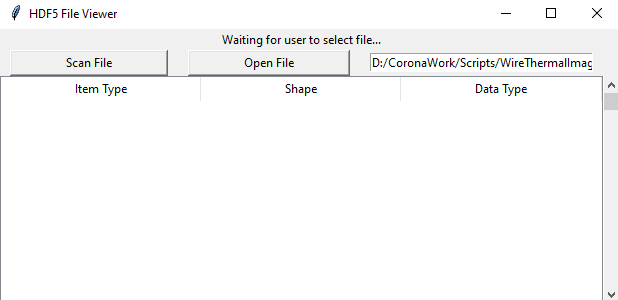 HDF5 File Viewer
Waiting for user to select file...
Scan File Open File D:/CoronaWork/Scripts/WireThermalImag
Item Type Shape Data Type